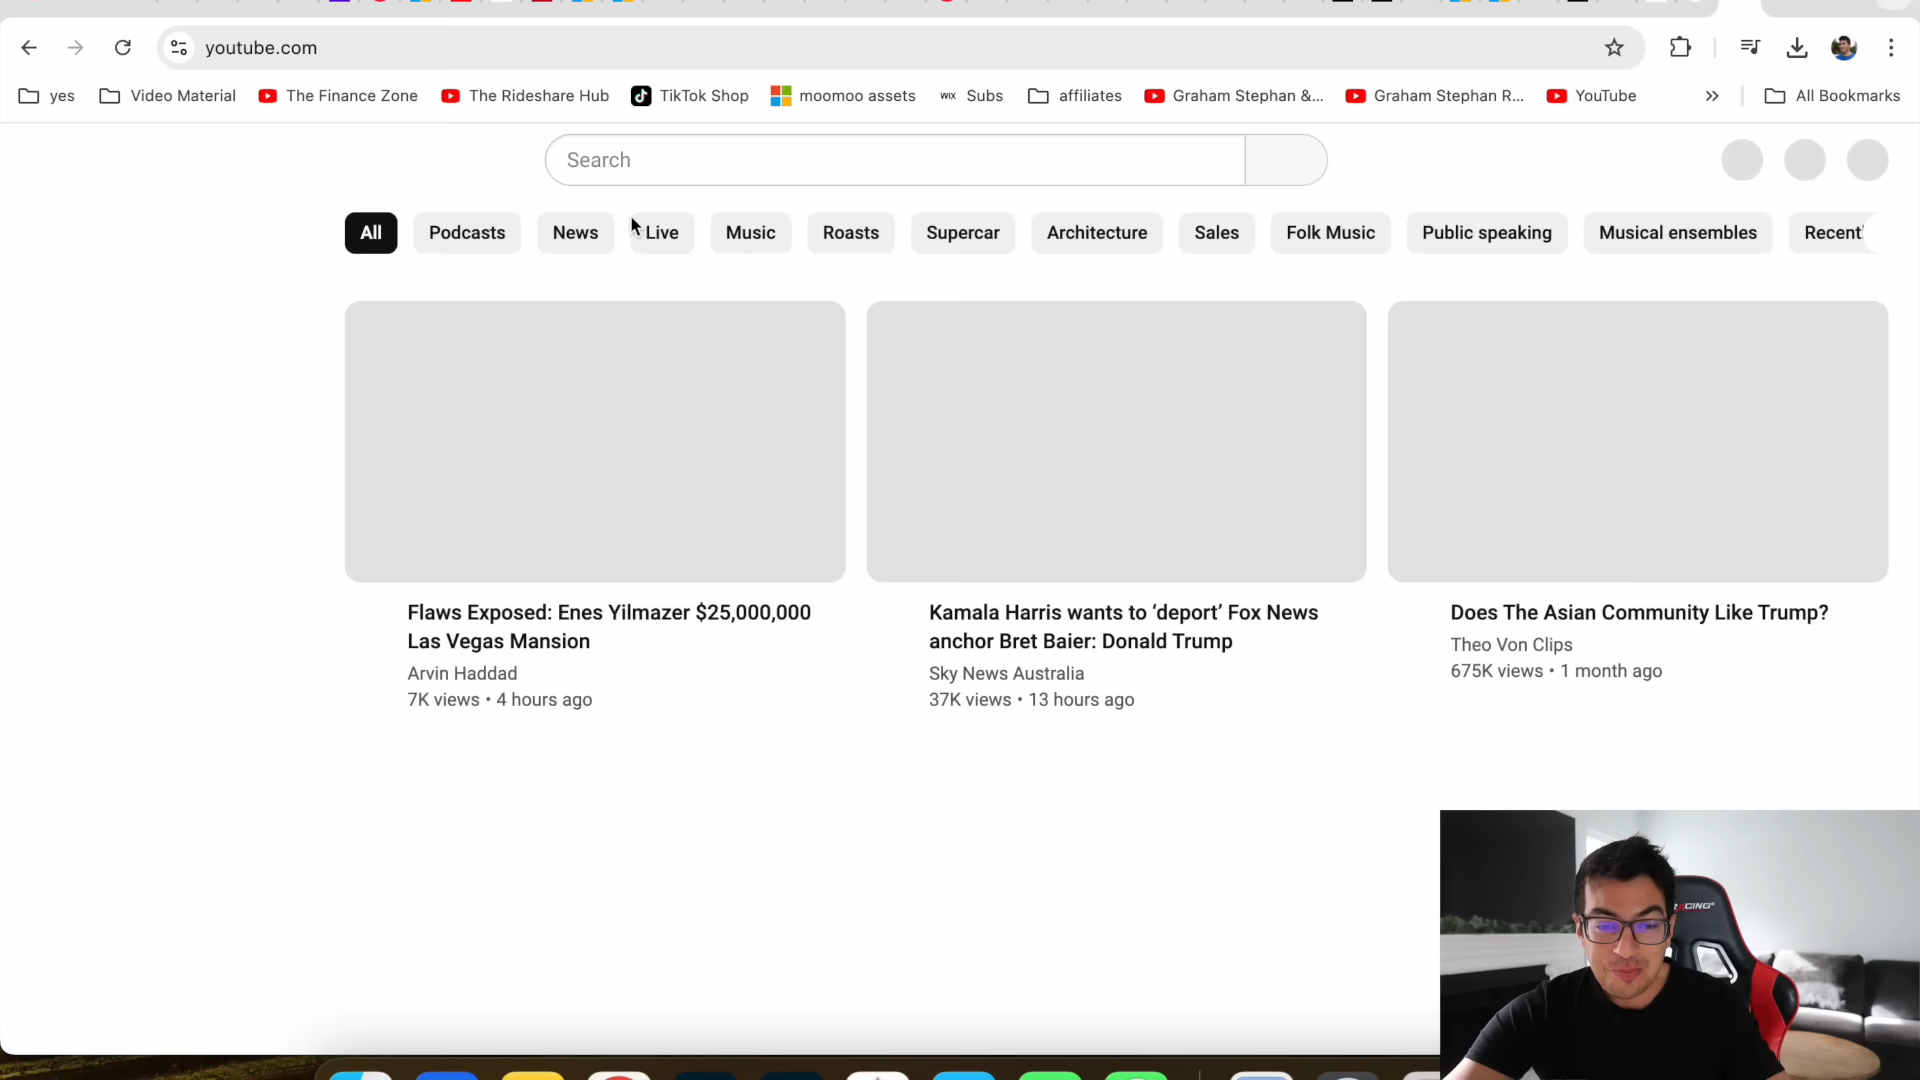 youtube.com
yes Video Material The Finance Zone The Rideshare Hub TikTok Shop moomoo assets WIX Subs affiliates Graham Stephan &... Graham Stephan R... YouTube All Bookmarks
Search
All Podcasts News Live Music Roasts Supercar Architecture Sales Folk Music Public speaking Musical ensembles Recent
Flaws Exposed: Enes Yilmazer $25,000,000 Kamala Harris wants to ‘deport’ Fox News Does The Asian Community Like Trump?
Las Vegas Mansion anchor Bret Baier: Donald Trump Theo Von Clips
Arvin Haddad Sky News Australia 675K views • 1 month ago
7K views • 4 hours ago 37K views • 13 hours ago
RACING